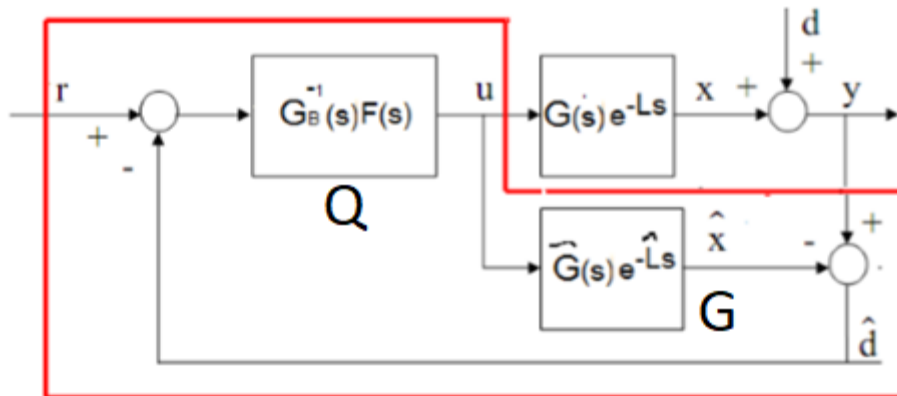 d
+
r
G_B^{-1}(s)F(s)
u
G(s)e^{-Ls}
x
+
y
+
-
Q
Ĝ(s)e^{-L̂s}
x̂
-
+
G
d̂